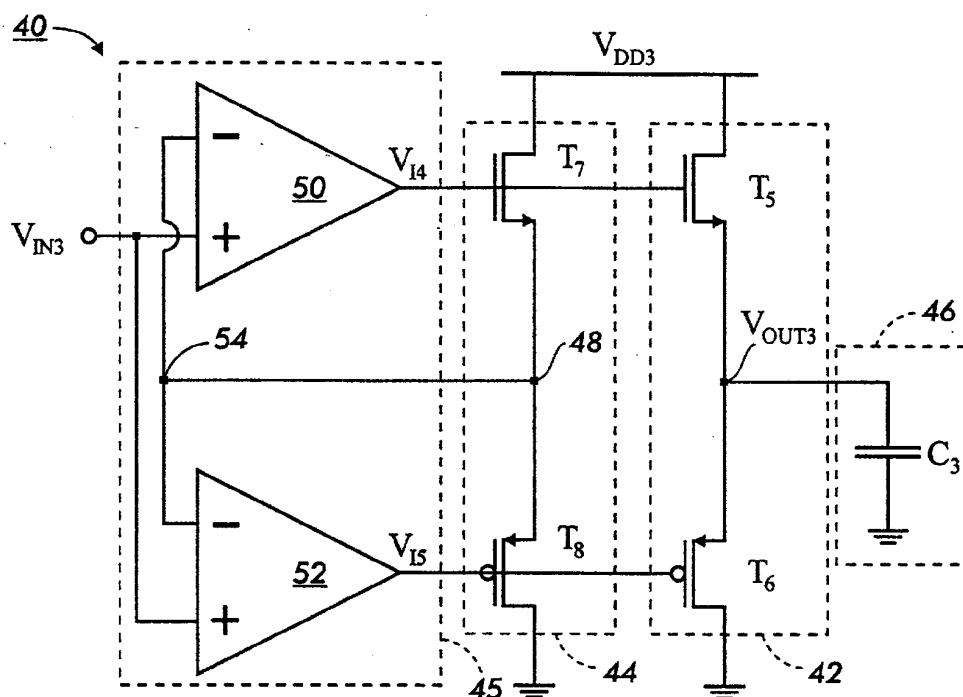 40
V_DD3
−
50
+
V_I4
T_7
T_5
V_IN3
54
48
V_OUT3
46
C_3
−
52
+
V_I5
T_8
T_6
45
44
42